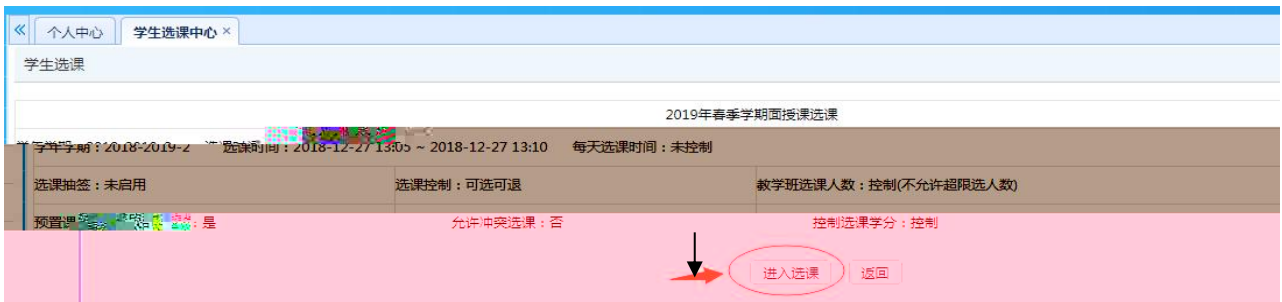 个人中心 学生选课中心 ×
学生选课
2019年春季学期面授课选课
学年学期：2018-2019-2 选课时间：2018-12-27 13:05 ~ 2018-12-27 13:10 每天选课时间：未控制
选课抽签：未启用 选课控制：可选可退 教学班选课人数：控制(不允许超限选人数)
预置课 ：是 允许冲突选课：否 控制选课学分：控制
进入选课 返回